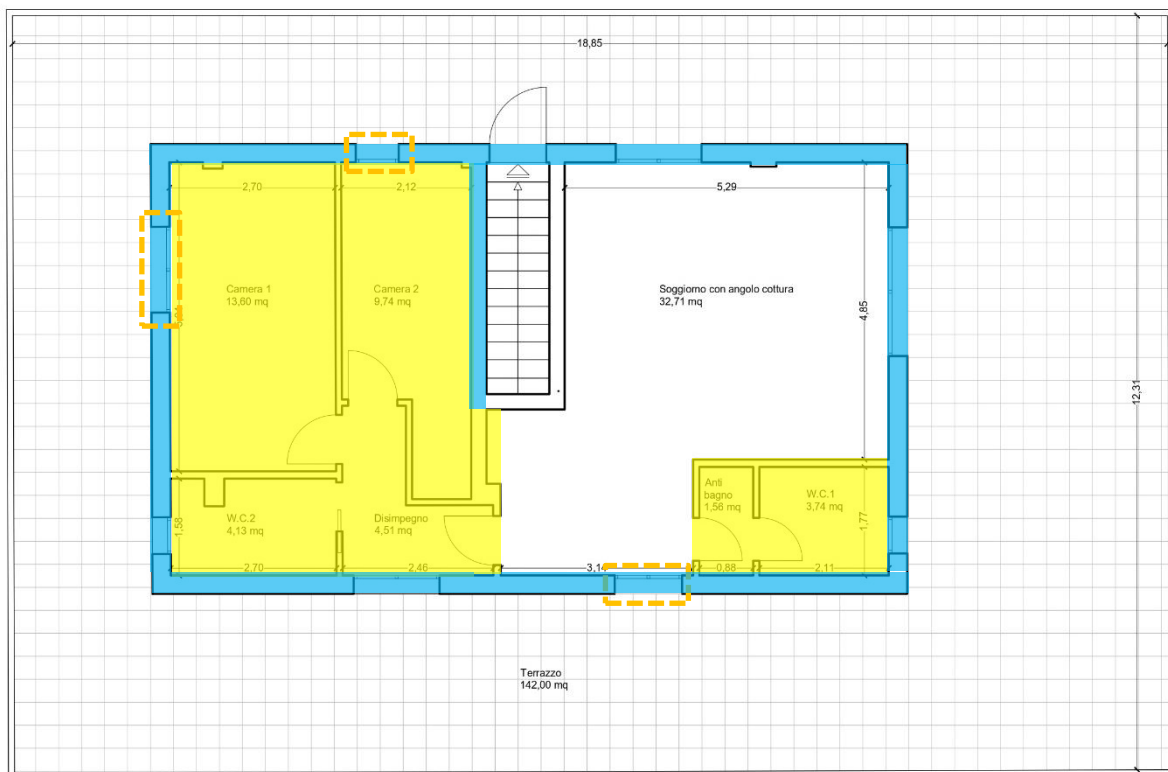 18,85
2,70
2,12
5,29
Camera 1
13,60 mq
Camera 2
9,74 mq
Soggiorno con angolo cottura
32,71 mq
4,85
12,31
Anti
bagno
1,56 mq
W.C.1
3,74 mq
W.C.2
4,13 mq
Disimpegno
4,51 mq
1,58
1,77
2,70
2,46
3,14
0,88
2,11
Terrazzo
142,00 mq